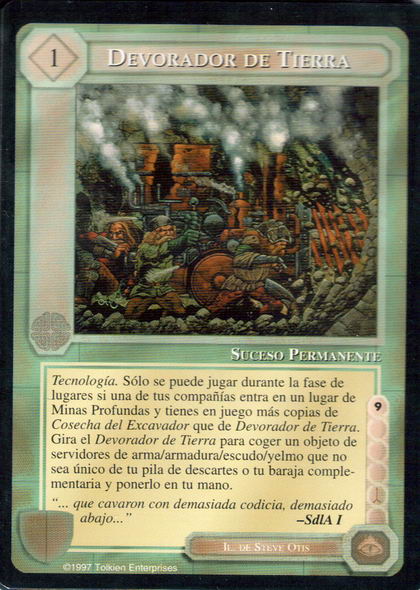 1
DEVORADOR DE TIERRA
SUCESO PERMANENTE
Tecnología. Sólo se puede jugar durante la fase de
lugares si una de tus compañías entra en un lugar de
Minas Profundas y tienes en juego más copias de
Cosecha del Excavador que de Devorador de Tierra.
Gira el Devorador de Tierra para coger un objeto de
servidores de arma/armadura/escudo/yelmo que no
sea único de tu pila de descartes o tu baraja comple-
mentaria y ponerlo en tu mano.
9
“... que cavaron con demasiada codicia, demasiado
abajo...”
–SdlA I
IL. DE STEVE OTIS
©1997 Tolkien Enterprises